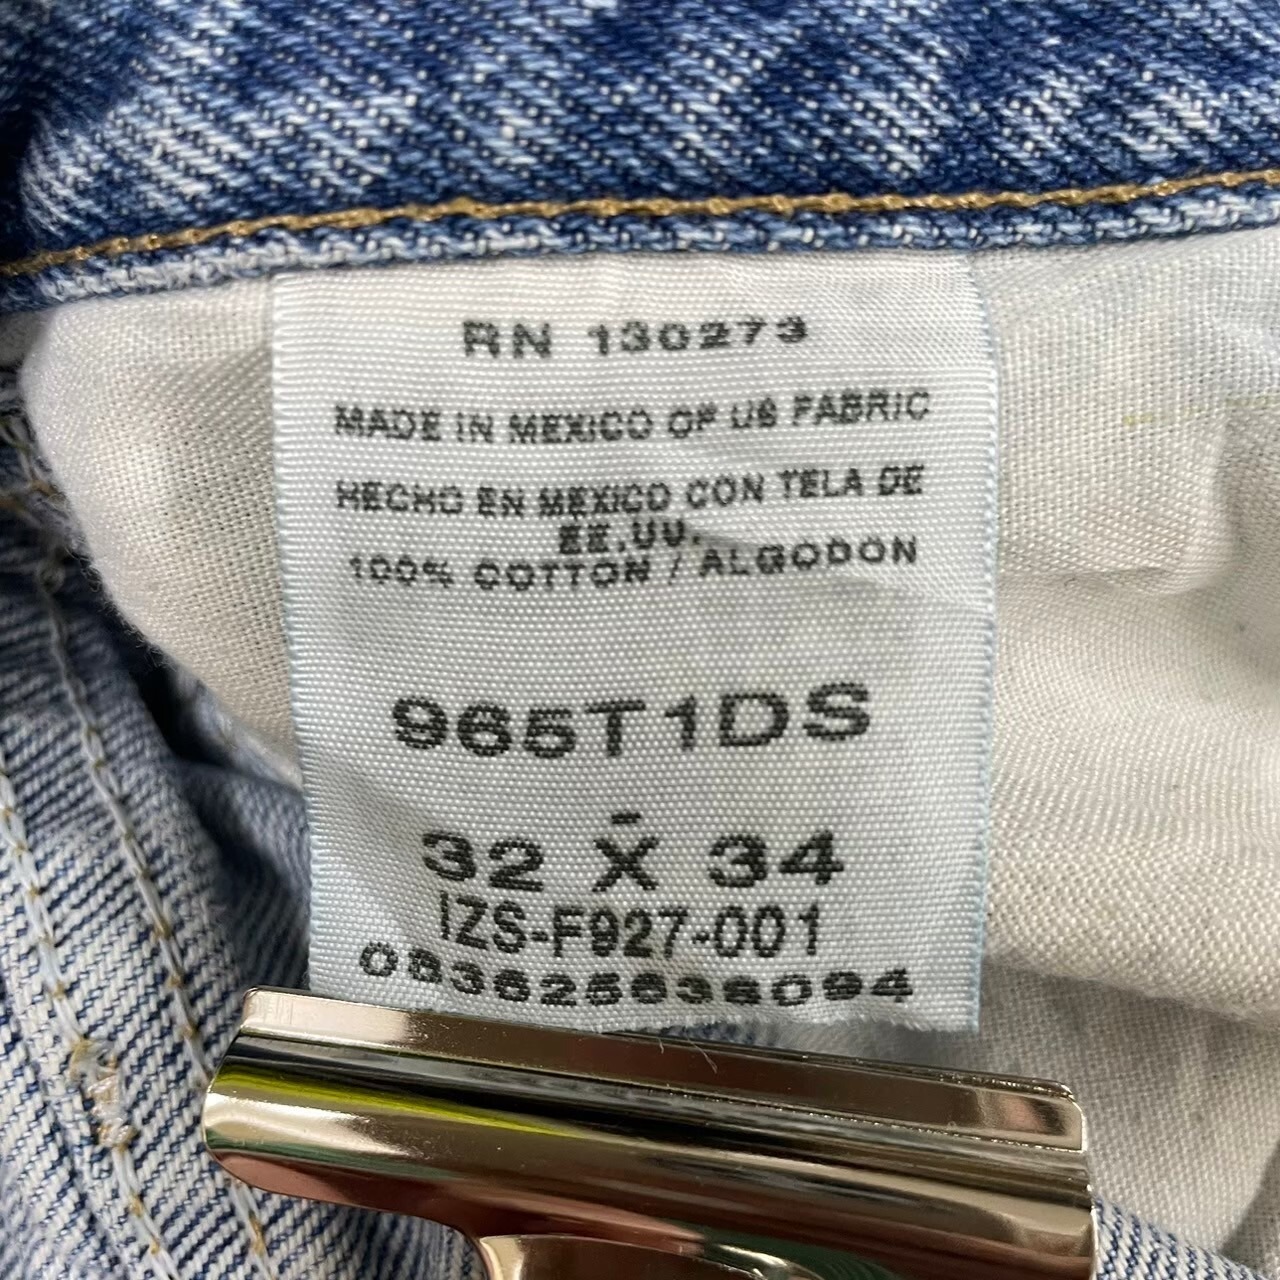 RN 130273
MADE IN MEXICO OF US FABRIC
HECHO EN MEXICO CON TELA DE
EE.UU.
100% COTTON / ALGODON
965T1DS
-
32 X 34
IZS-F927-001
083625638094